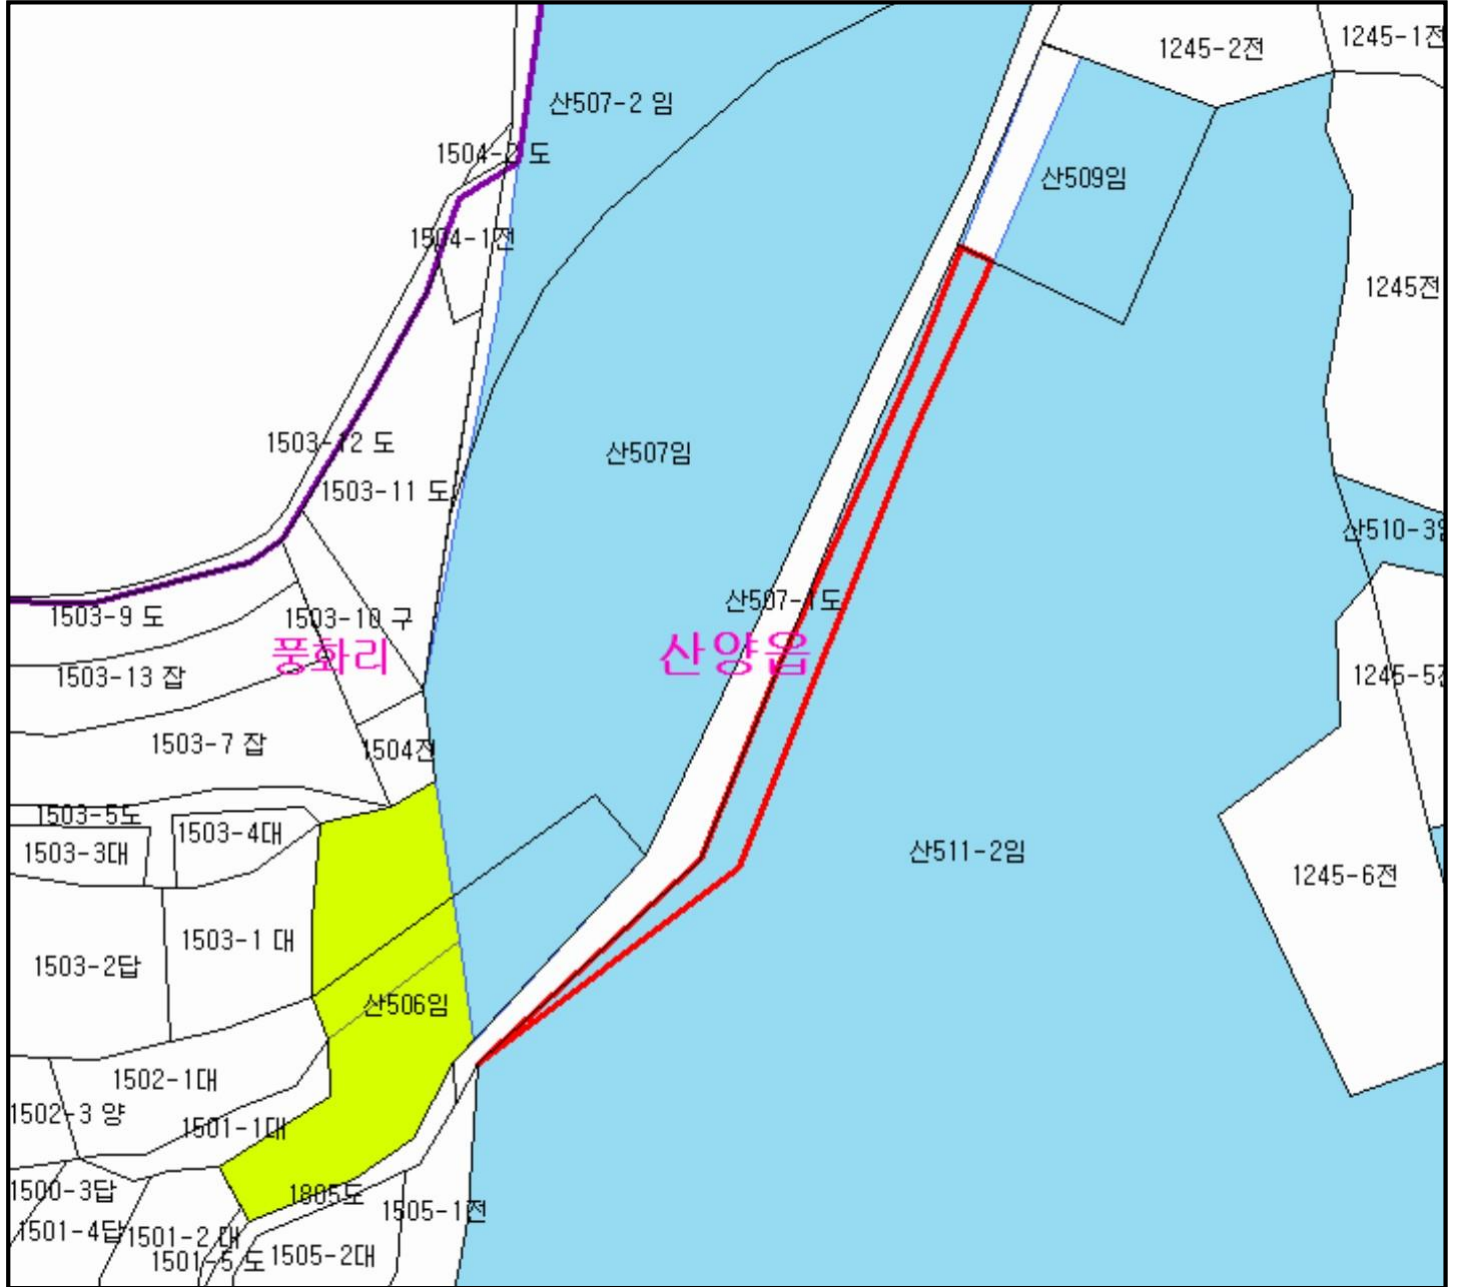 1245-1전
1245-2전
산507-2 임
1504-2 도
산509임
1504-1전
1245전
1503-12 도
산507임
1503-11 도
산510-3임
산507-1도
1503-9 도
1503-10 구
풍화리
산양읍
1503-13 잡
1245-5전
1503-7 잡
1504전
1503-5도
1503-4대
1503-3대
산511-2임
1245-6전
1503-1 대
1503-2답
산506임
1502-1대
1502-3 양
1501-1대
1500-3답
1805도
1505-1전
1501-4답
1501-2 대
1501-5 도
1505-2대